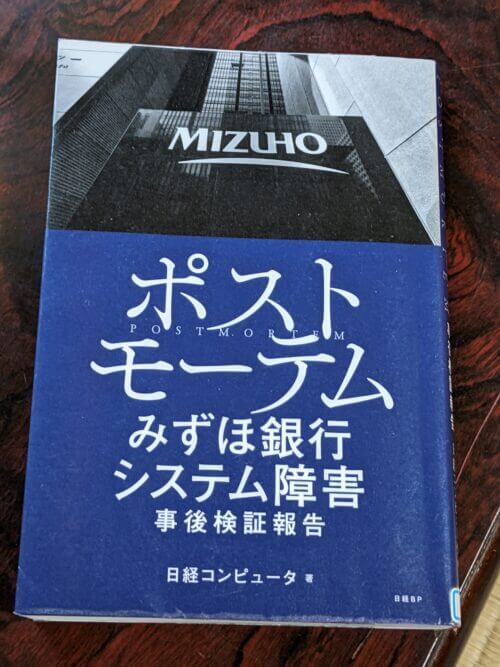 MIZUHO
ポスト
POSTMORTEM
モーテム
みずほ銀行
システム障害
事後検証報告
日経コンピュータ 著
日経BP